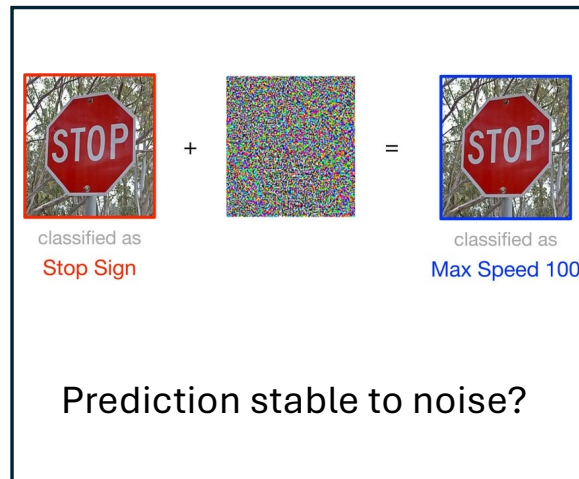 STOP
+
=
STOP
classified as
Stop Sign
classified as
Max Speed 100
Prediction stable to noise?